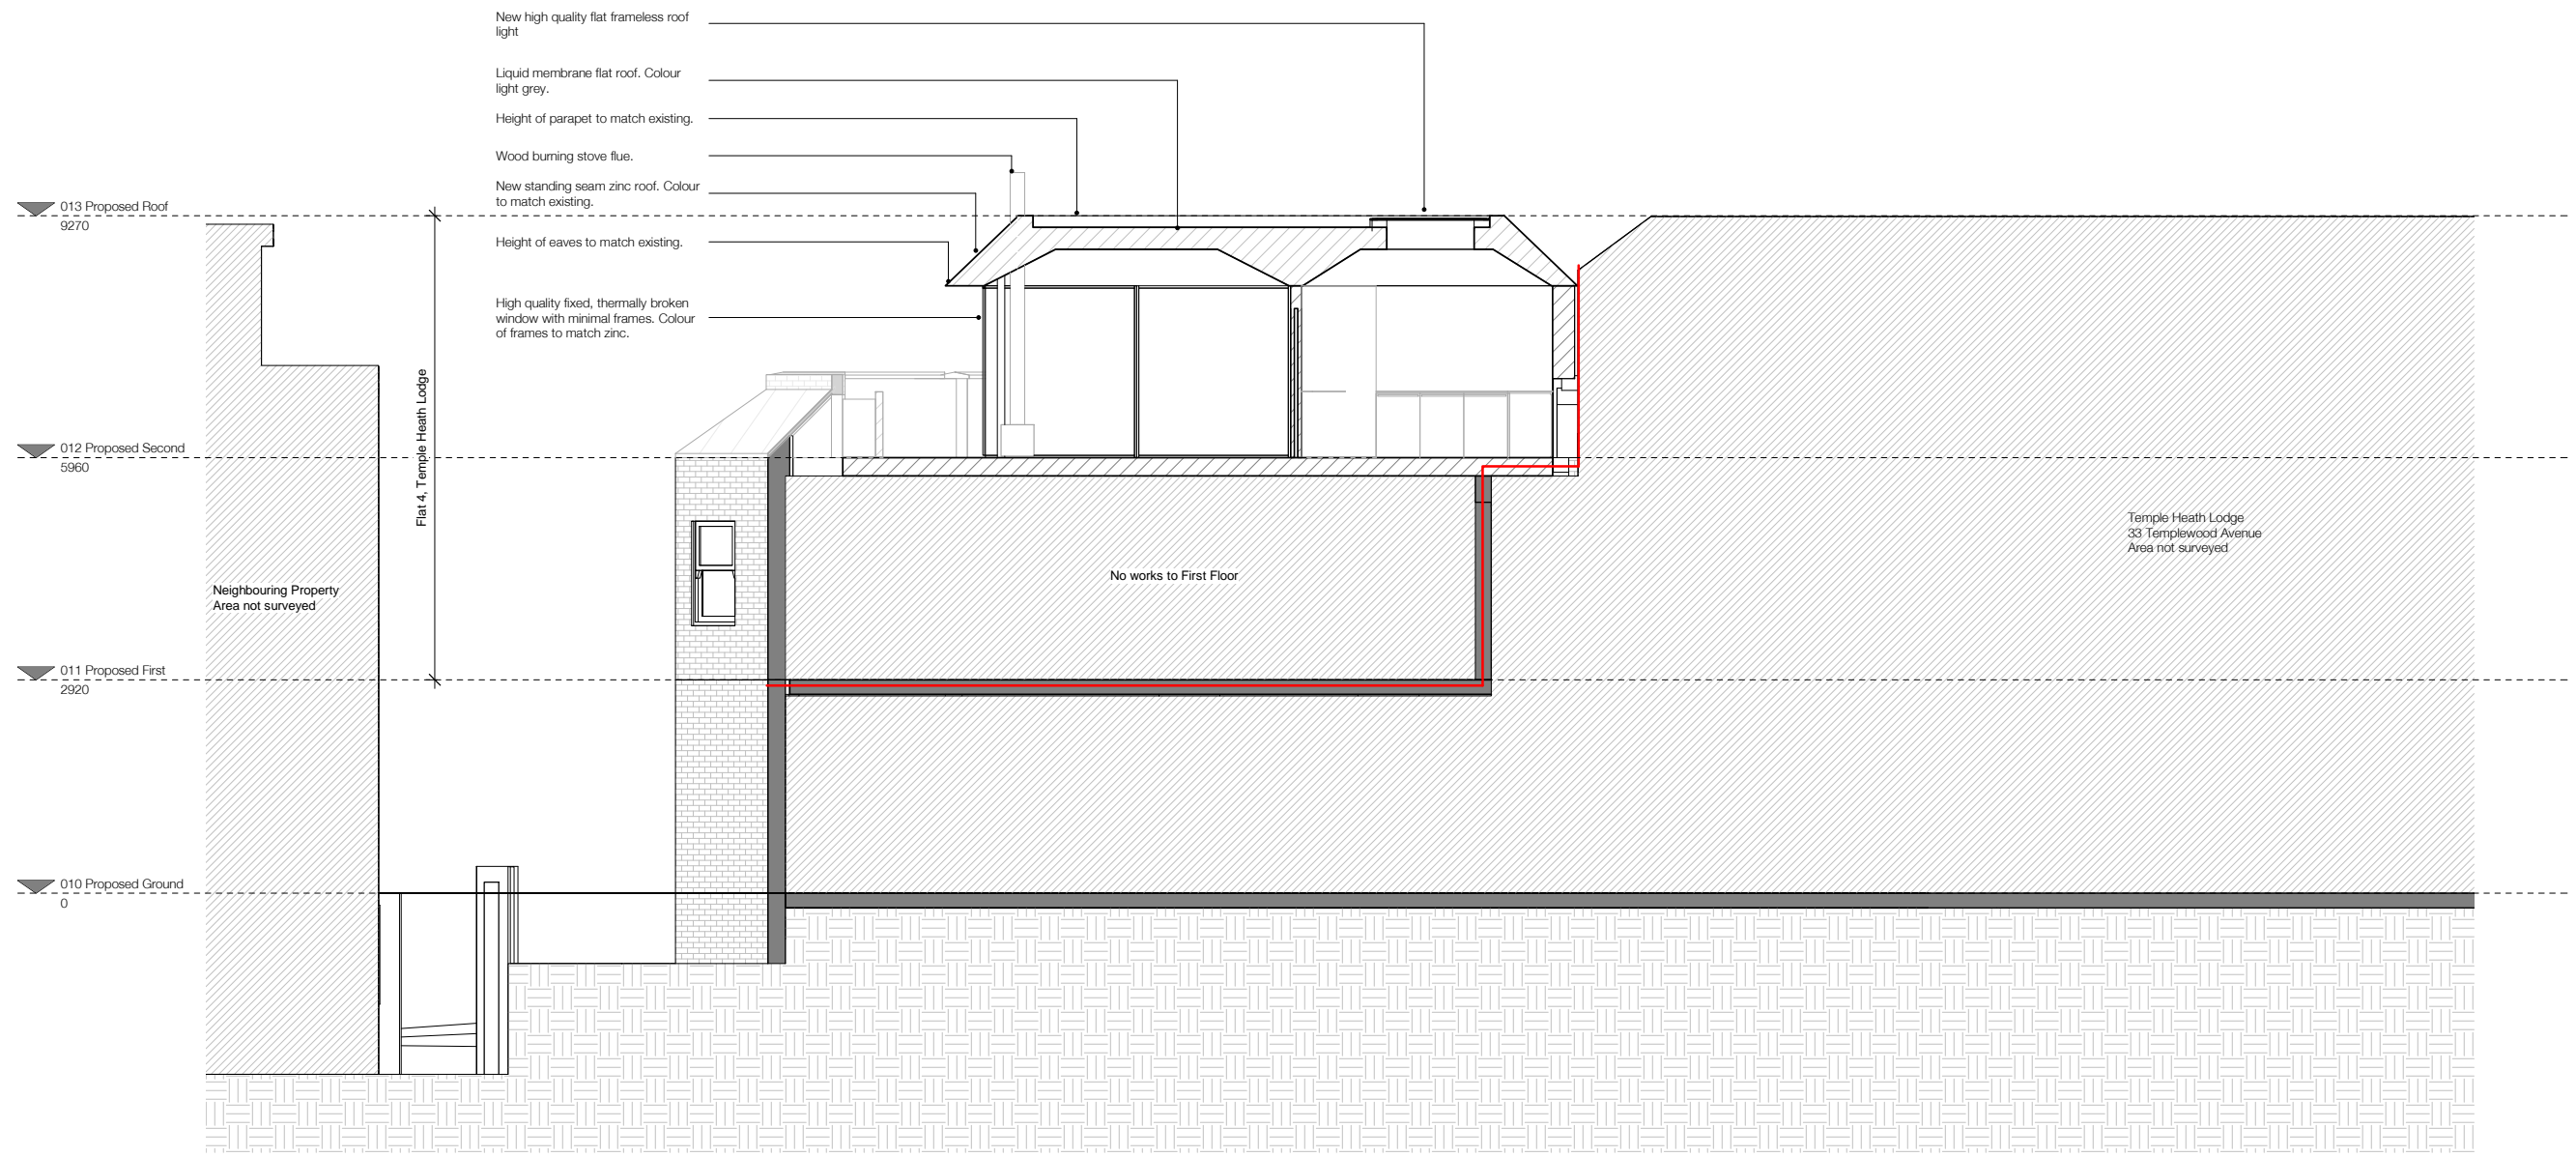 New high quality flat frameless roof
light
Liquid membrane flat roof. Colour
light grey.
Height of parapet to match existing.
Wood burning stove flue.
New standing seam zinc roof. Colour
to match existing.
Height of eaves to match existing.
High quality fixed, thermally broken
window with minimal frames. Colour
of frames to match zinc.
013 Proposed Roof
9270
012 Proposed Second
5960
011 Proposed First
2920
010 Proposed Ground
0
Flat 4, Temple Heath Lodge
Neighbouring Property
Area not surveyed
No works to First Floor
Temple Heath Lodge
33 Templewood Avenue
Area not surveyed